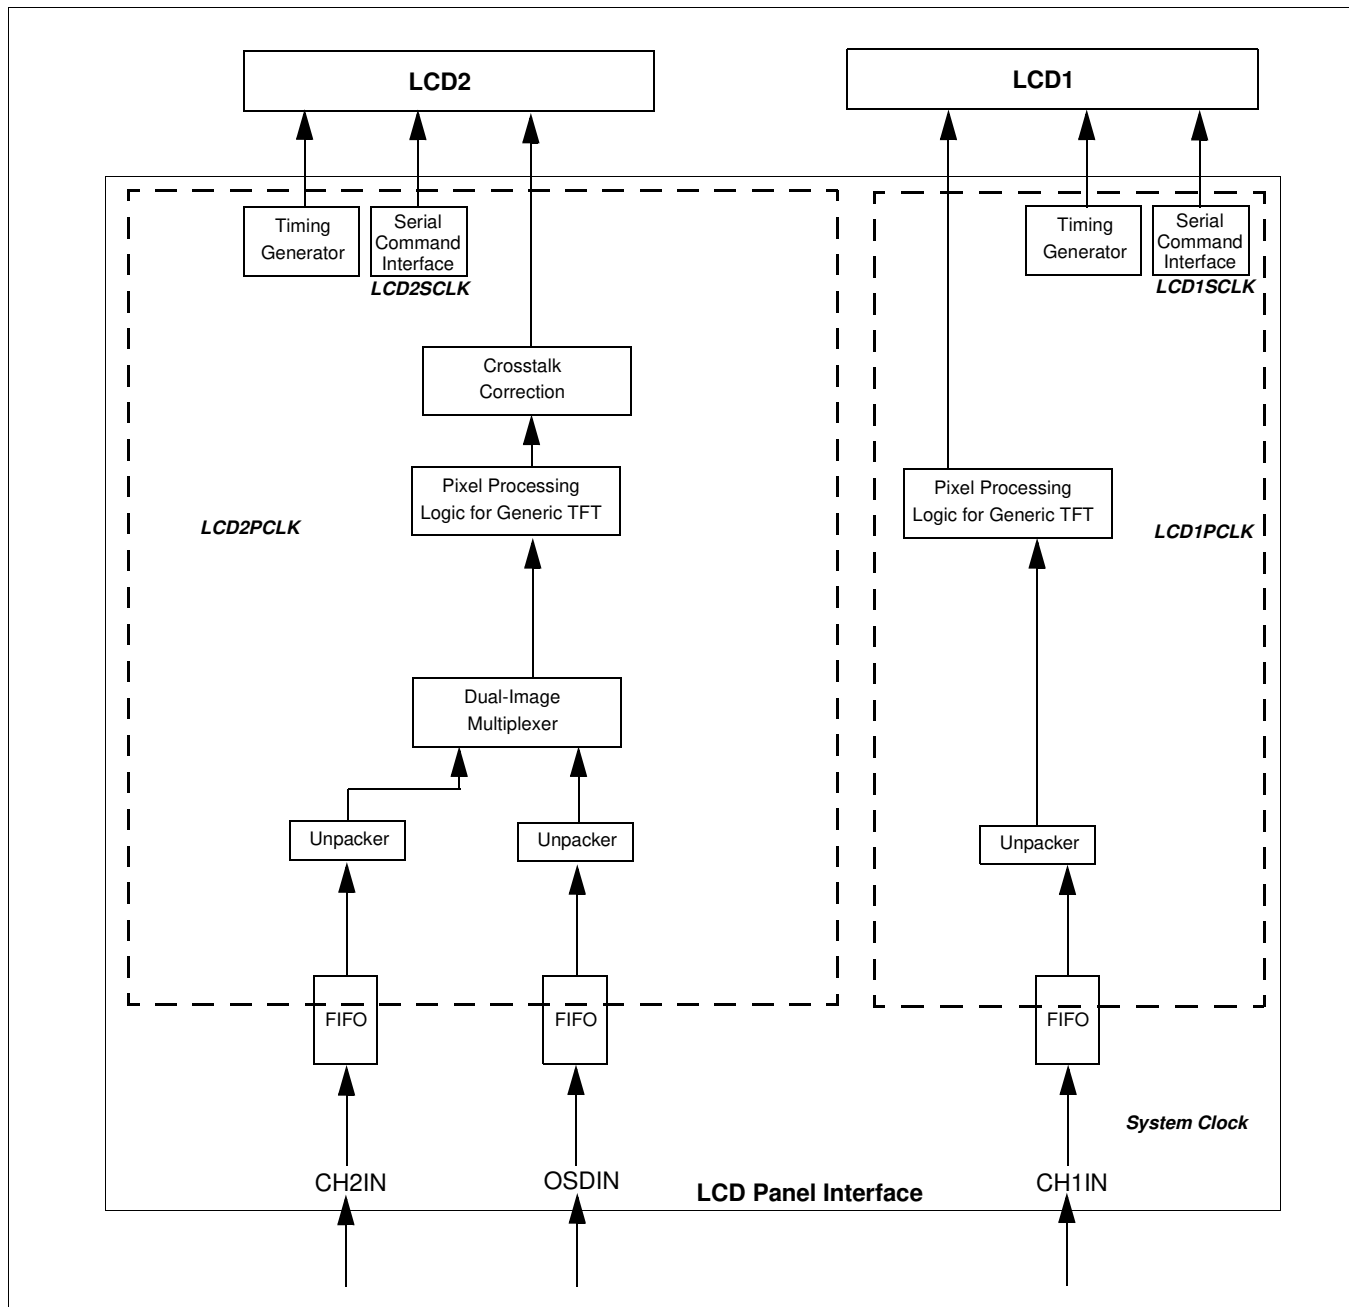 LCD2
LCD1
Timing
Generator
Serial
Command
Interface
LCD2SCLK
Timing
Generator
Serial
Command
Interface
LCD1SCLK
Crosstalk
Correction
Pixel Processing
Logic for Generic TFT
LCD2PCLK
Pixel Processing
Logic for Generic TFT
LCD1PCLK
Dual-Image
Multiplexer
Unpacker
Unpacker
Unpacker
FIFO
FIFO
FIFO
System Clock
CH2IN
OSDIN
LCD Panel Interface
CH1IN